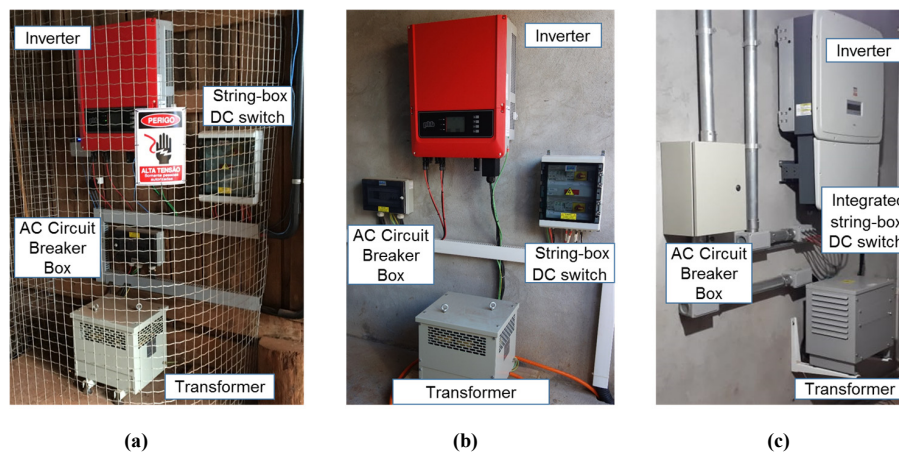 Inverter
String-box
DC switch
PERIGO
ALTA TENSÃO
AC Circuit
Breaker
Box
Transformer
(a)
Inverter
AC Circuit
Breaker
Box
String-box
DC switch
Transformer
(b)
Inverter
Integrated
string-box
DC switch
AC Circuit
Breaker
Box
Transformer
(c)